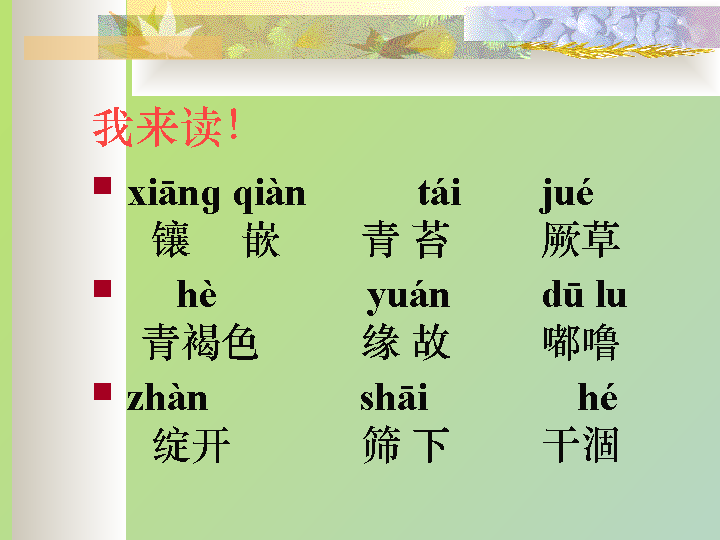 我来读!
xiāng qiàn tái jué
镶 嵌 青 苔 厥草
hè yuán dū lu
青褐色 缘 故 嘟噜
zhàn shāi hé
绽开 筛 下 干涸